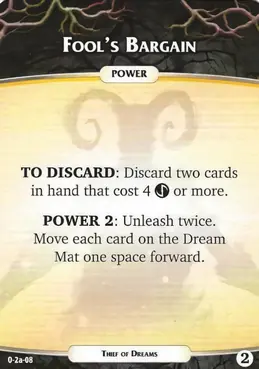 FOOL'S BARGAIN
POWER
TO DISCARD: Discard two cards
in hand that cost 4 or more.
POWER 2: Unleash twice.
Move each card on the Dream
Mat one space forward.
0-2a-08
THIEF OF DREAMS
2